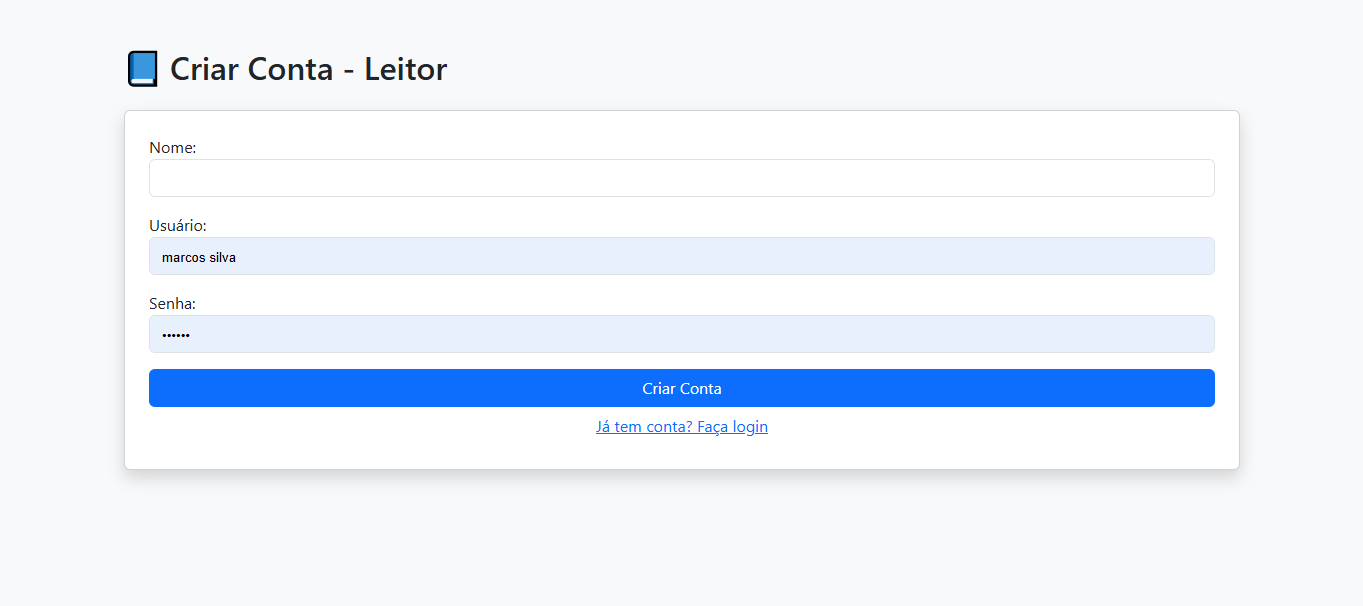 Criar Conta - Leitor
Nome:
Usuário:
marcos silva
Senha:
••••••
Criar Conta
Já tem conta? Faça login